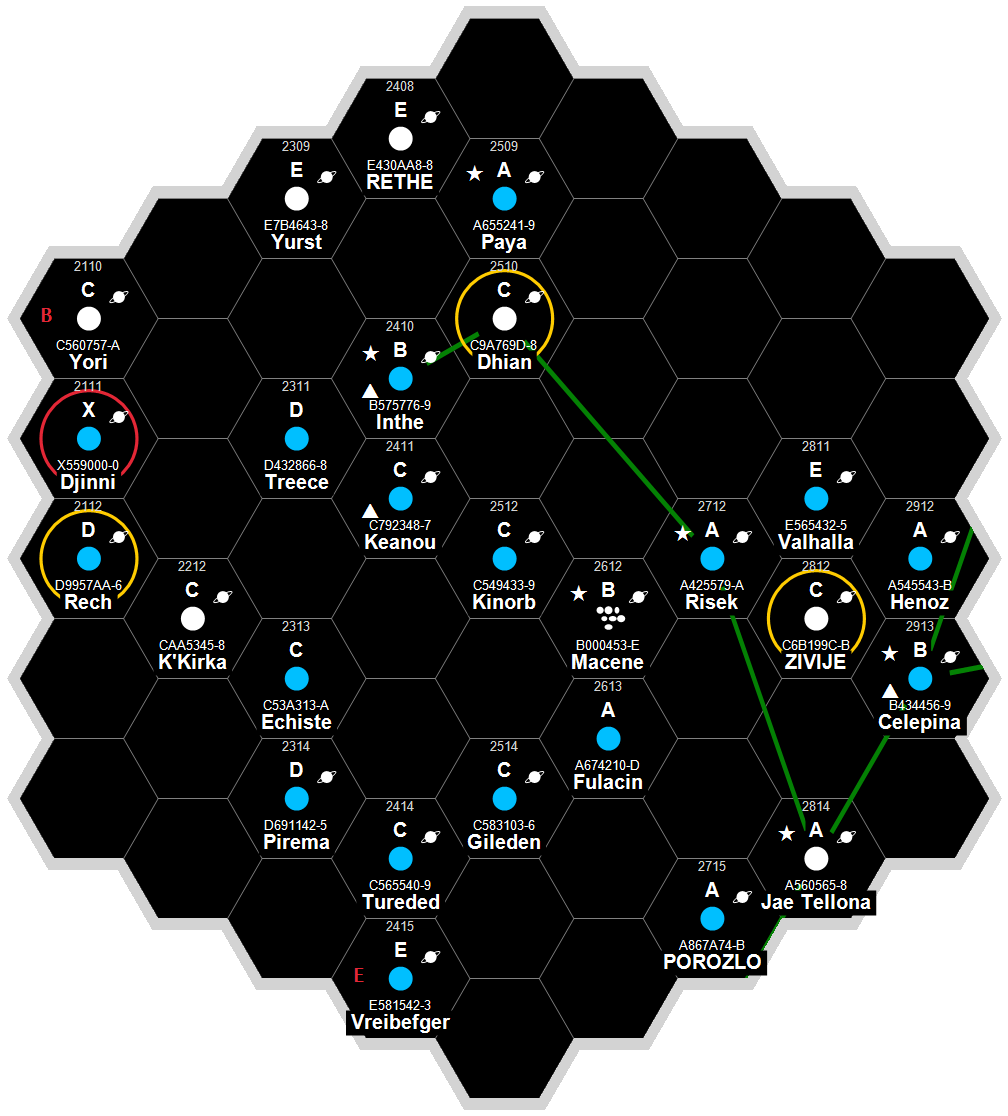 2408
E
E430AA8-8
RETHE
2309
E
E7B4643-8
Yurst
2509
A
A655241-9
Paya
2110
C
B
C560757-A
Yori
2510
C
C9A769D-8
Dhian
2410
B
B575776-9
Inthe
2111
X
X559000-0
Djinni
2311
D
D432866-8
Treece
2411
C
C792348-7
Keanou
2811
E
E565432-5
Valhalla
2112
D
D9957AA-6
Rech
2512
C
C549433-9
Kinorb
2712
A
A425579-A
Risek
2912
A
A545543-B
Henoz
2212
C
CAA5345-8
K'Kirka
2612
B
B000453-E
Macene
2812
C
C6B199C-B
ZIVIJE
2313
C
C53A313-A
Echiste
2913
B
B434456-9
Celepina
2613
A
A674210-D
Fulacin
2314
D
D691142-5
Pirema
2514
C
C583103-6
Gileden
2414
C
C565540-9
Tureded
2814
A
A560565-8
Jae Tellona
2715
A
A867A74-B
POROZLO
2415
E
E
E581542-3
Vreibefger